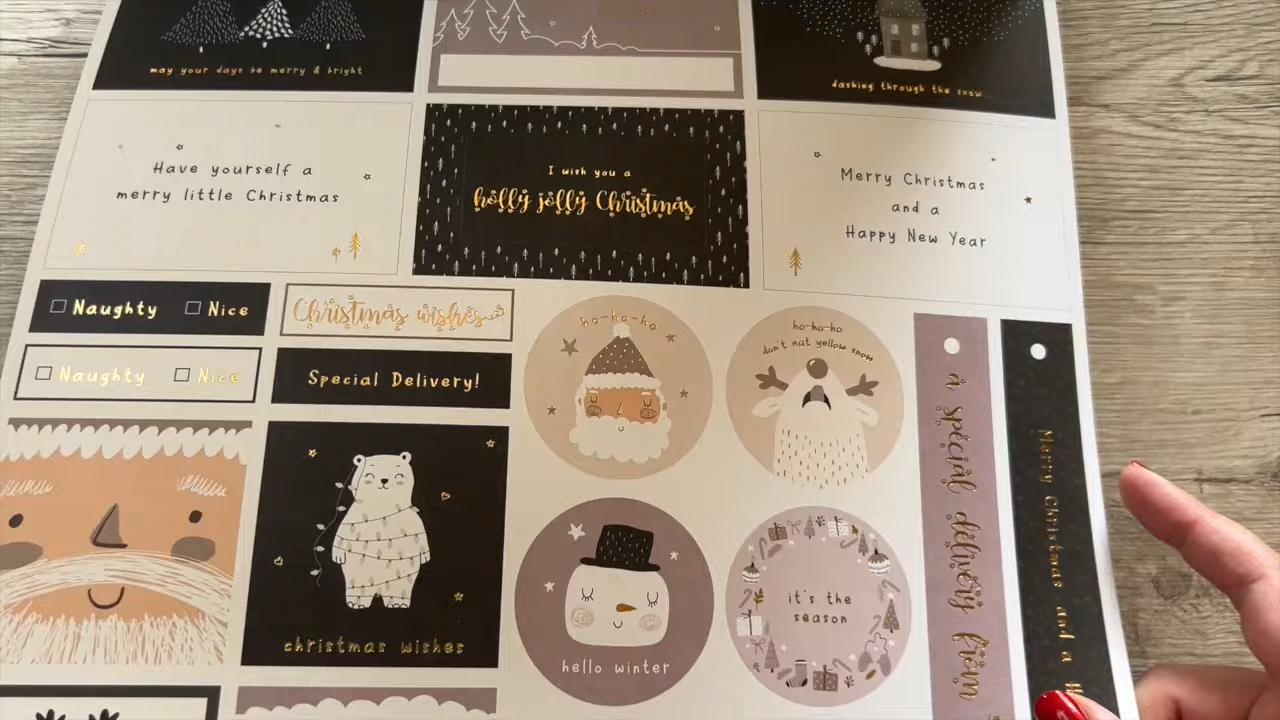 may your days be merry & bright
dashing through the snow
Have yourself a
merry little Christmas
I wish you a
holly jolly Christmas
Merry Christmas
and a
Happy New Year
Naughty Nice
Christmas wishes
Naughty Nice
Special Delivery!
ho-ho-ho
ho-ho-ho
don't eat yellow snow
christmas wishes
hello winter
it's the
season
a special delivery from
Merry Christmas and a